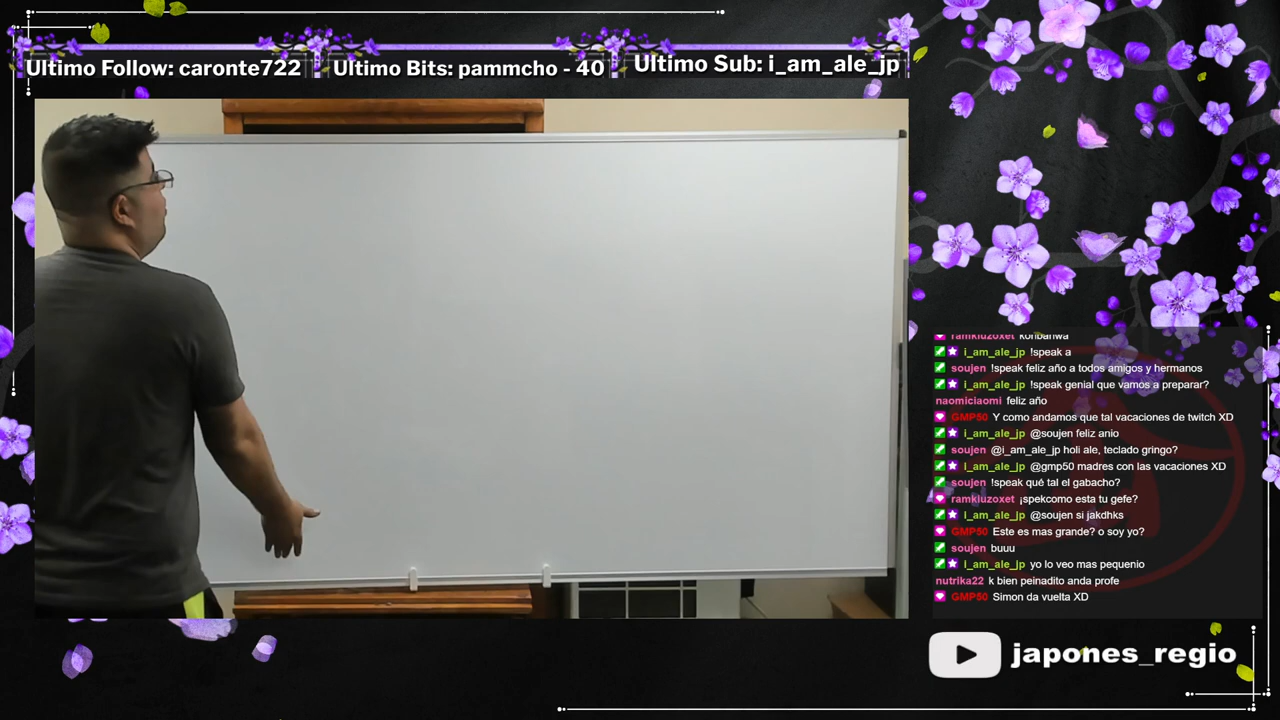 Ultimo Follow: caronte722
Ultimo Bits: pammcho - 40
Ultimo Sub: i_am_ale_jp
ramkiuzoxet konbanwa
i_am_ale_jp !speak a
soujen !speak feliz año a todos amigos y hermanos
i_am_ale_jp !speak genial que vamos a preparar?
naomiciaomi feliz año
GMP50 Y como andamos que tal vacaciones de twitch XD
i_am_ale_jp @soujen feliz anio
soujen @i_am_ale_jp holi ale, teclado gringo?
i_am_ale_jp @gmp50 madres con las vacaciones XD
soujen !speak qué tal el gabacho?
ramkiuzoxet ¡spekcomo esta tu gefe?
i_am_ale_jp @soujen si jakdhks
GMP50 Este es mas grande? o soy yo?
soujen buuu
i_am_ale_jp yo lo veo mas pequenio
nutrika22 k bien peinadito anda profe
GMP50 Simon da vuelta XD
japones_regio